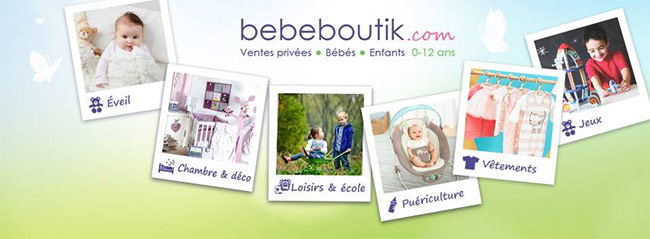 bebeboutik.com
Ventes privées • Bébés • Enfants 0-12 ans
Éveil
Chambre & déco
Loisirs & école
Puériculture
Vêtements
Jeux